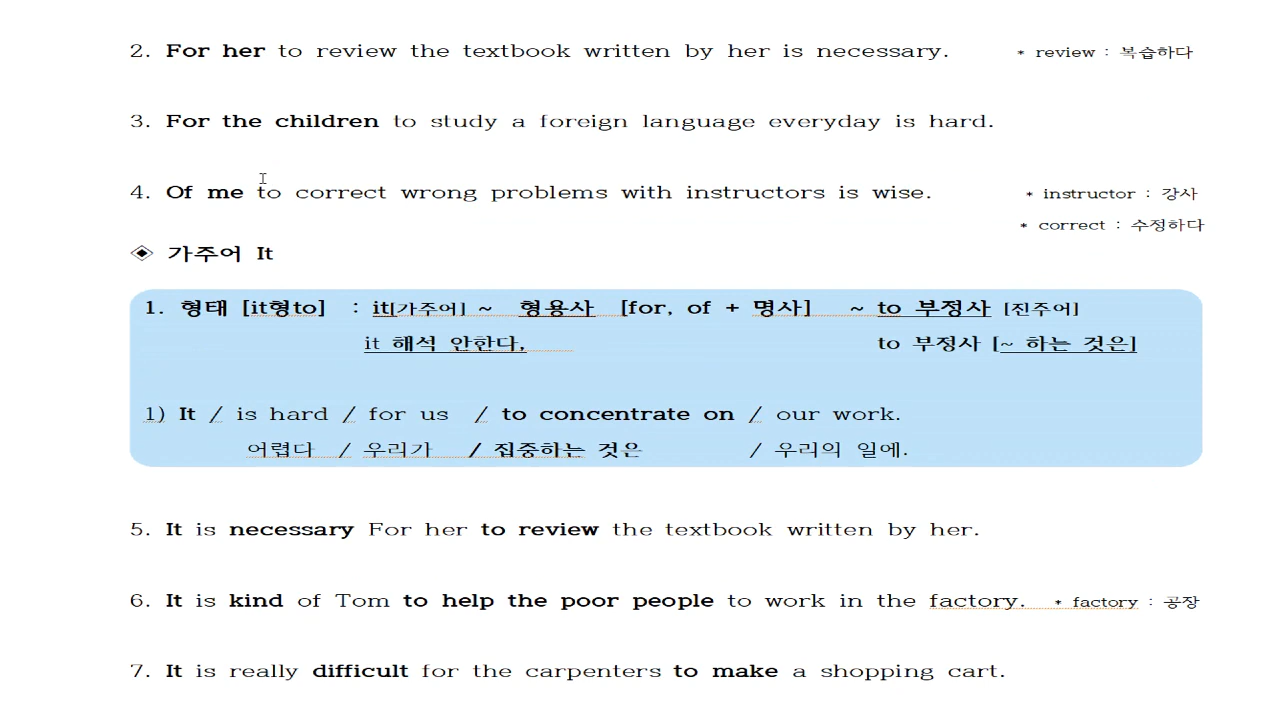 2. For her to review the textbook written by her is necessary. * review : 복습하다
3. For the children to study a foreign language everyday is hard.
4. Of me to correct wrong problems with instructors is wise. * instructor : 강사
* correct : 수정하다
◈ 가주어 It
1. 형태 [it형to] : it[가주어] ~ 형용사 [for, of + 명사] ~ to 부정사 [진주어]
it 해석 안한다, to 부정사 [~ 하는 것은]
1) It / is hard / for us / to concentrate on / our work.
어렵다 / 우리가 / 집중하는 것은 / 우리의 일에.
5. It is necessary For her to review the textbook written by her.
6. It is kind of Tom to help the poor people to work in the factory. * factory : 공장
7. It is really difficult for the carpenters to make a shopping cart.